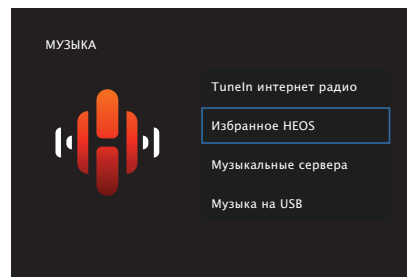 МУЗЫКА
TuneIn интернет радио
Избранное HEOS
Музыкальные сервера
Музыка на USB